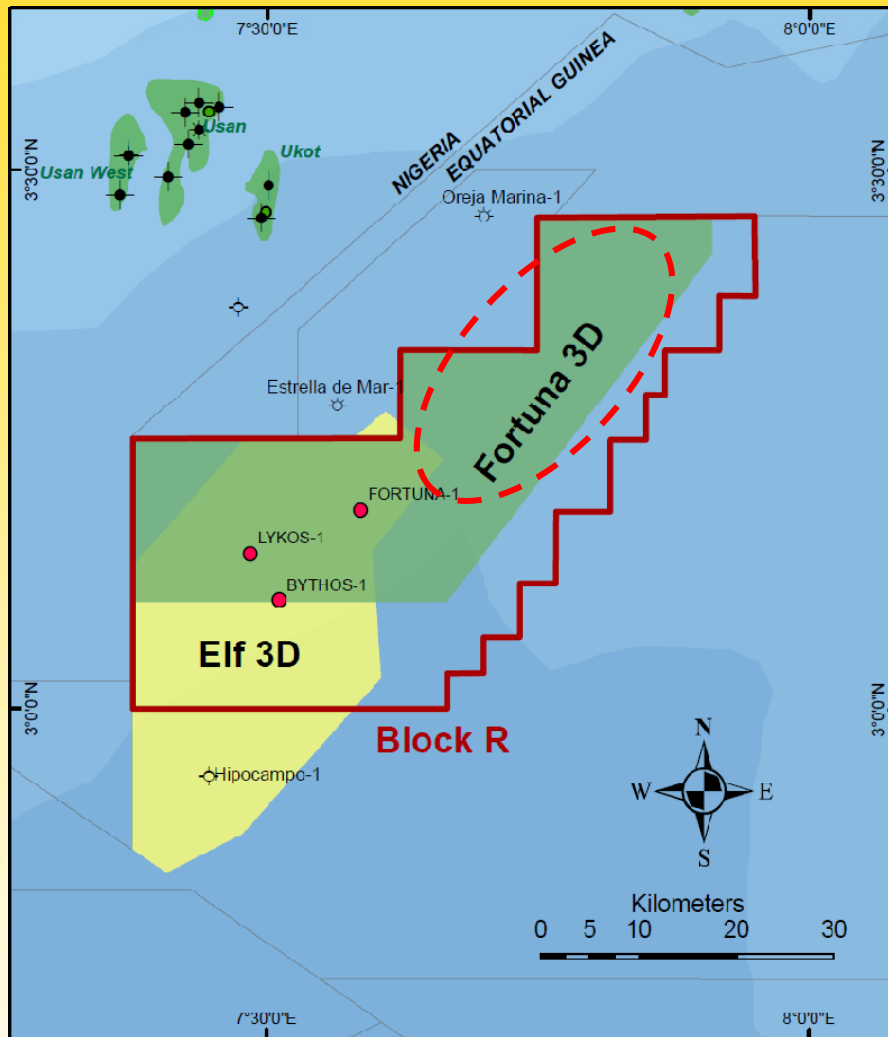 7°30'0"E
8°0'0"E
NIGERIA
EQUATORIAL GUINEA
Usan
Ukot
Usan West
3°30'0"N
3°30'0"N
Oreja Marina-1
Estrella de Mar-1
Fortuna 3D
FORTUNA-1
LYKOS-1
BYTHOS-1
Elf 3D
3°0'0"N
3°0'0"N
Block R
Hipocampo-1
N
W
E
S
Kilometers
0 5 10 20 30
7°30'0"E
8°0'0"E